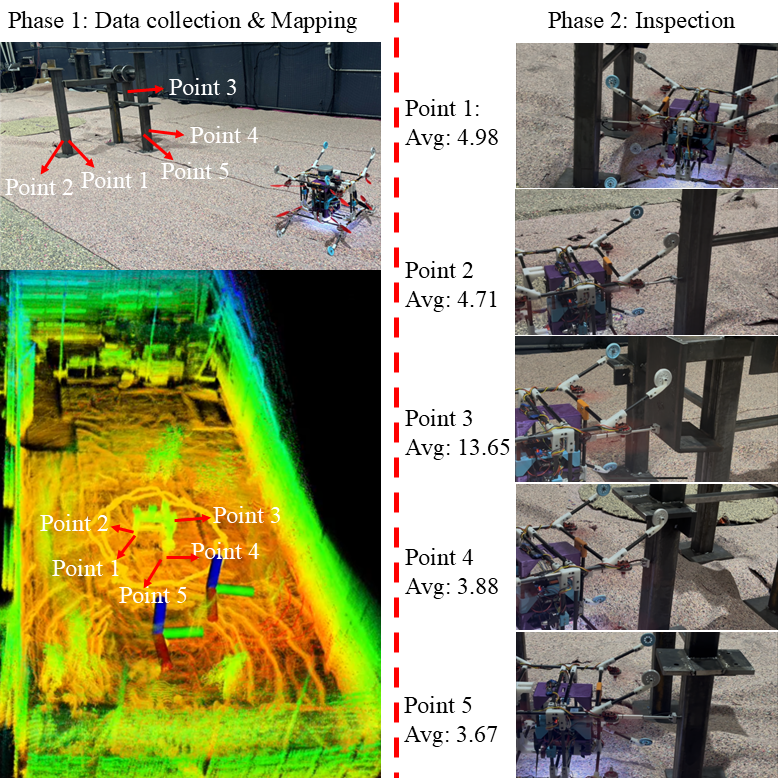 Phase 1: Data collection & Mapping
Point 3
Point 4
Point 5
Point 2
Point 1
Point 2
Point 3
Point 4
Point 1
Point 5
Phase 2: Inspection
Point 1:
Avg: 4.98
Point 2
Avg: 4.71
Point 3
Avg: 13.65
Point 4
Avg: 3.88
Point 5
Avg: 3.67